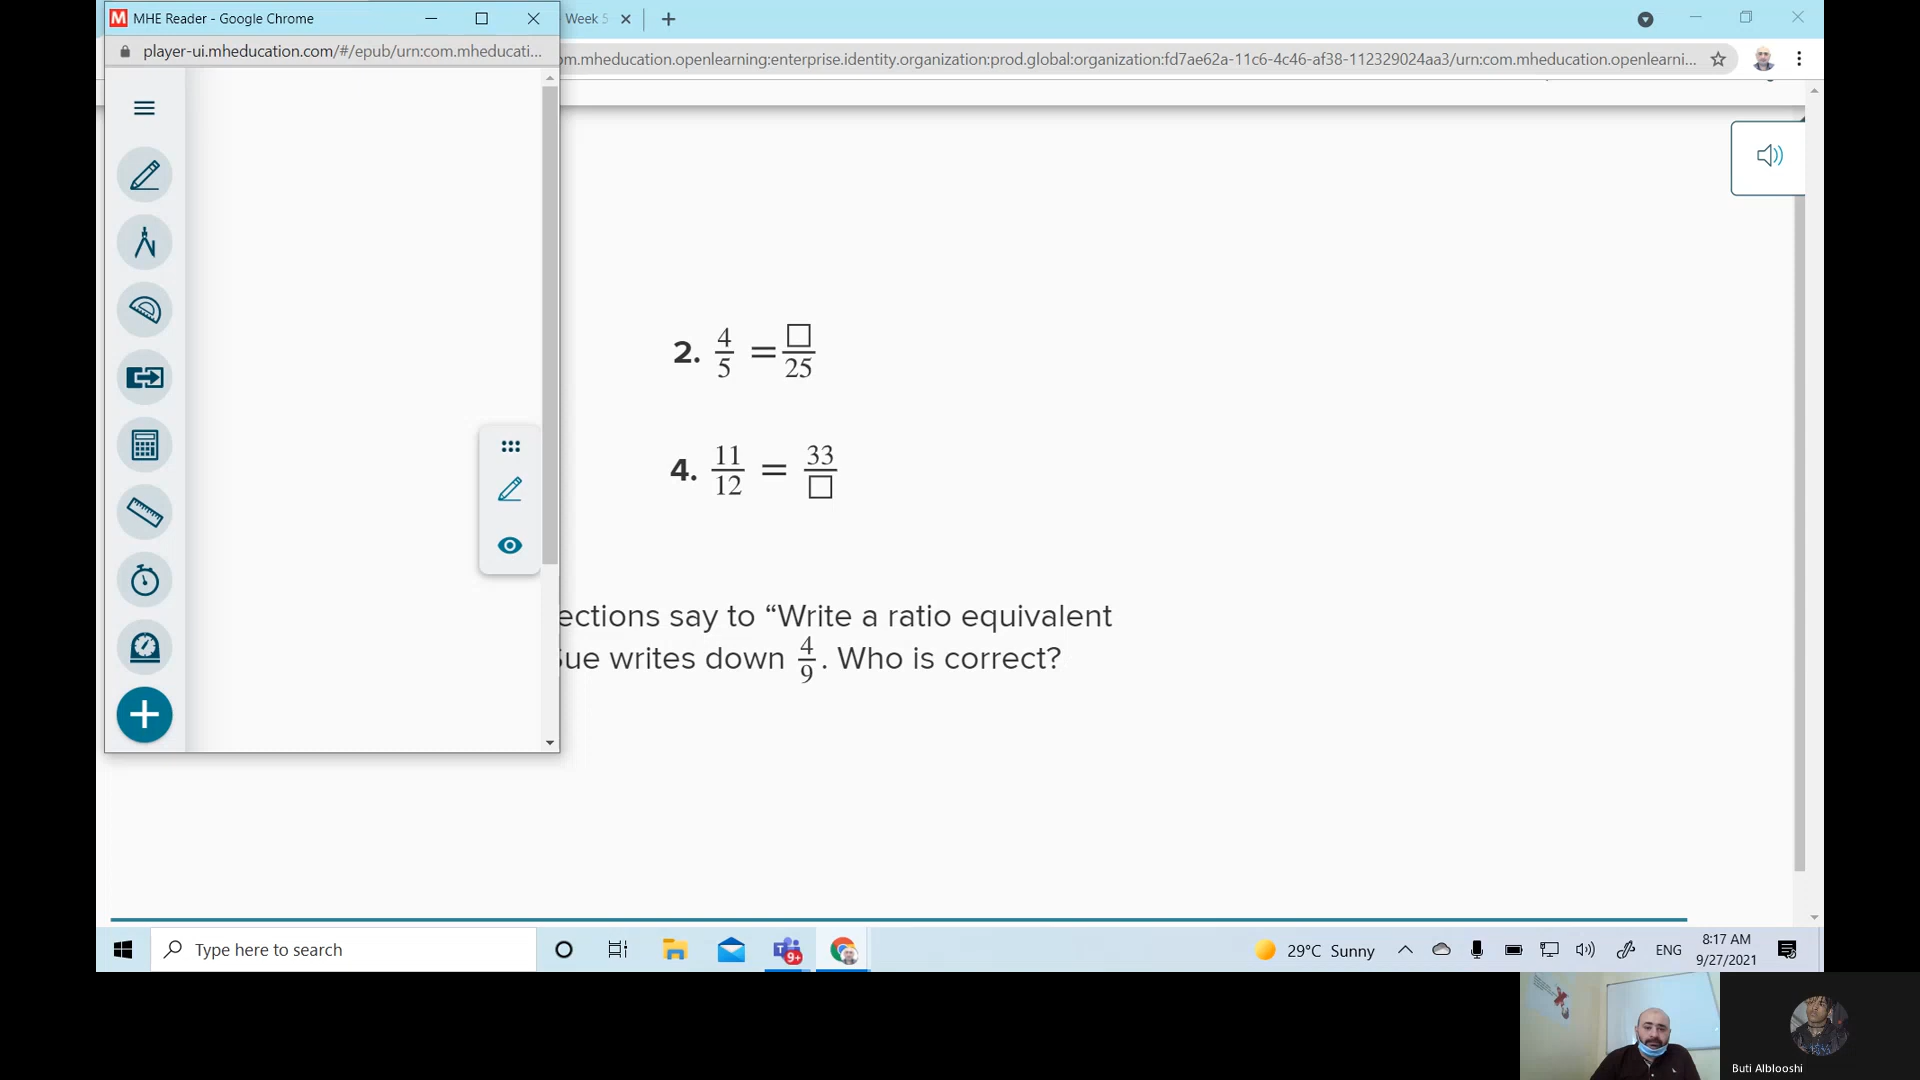 MHE Reader - Google Chrome
Week 5
player-ui.mheducation.com/#/epub/urn:com.mheducati...
om.mheducation.openlearning:enterprise.identity.organization:prod.global:organization:fd7ae62a-11c6-4c46-af38-112329024aa3/urn:com.mheducation.openlearni...
2. 4/5 = □/25
4. 11/12 = 33/□
ections say to “Write a ratio equivalent
Sue writes down 4/9. Who is correct?
Type here to search
9+
29°C Sunny
ENG
8:17 AM
9/27/2021
Buti Alblooshi